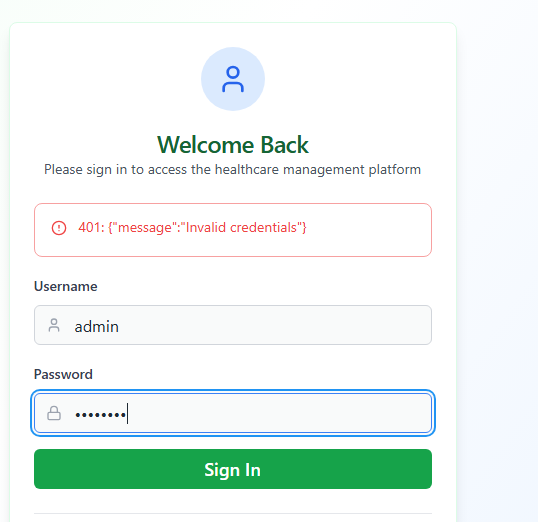 Welcome Back
Please sign in to access the healthcare management platform
401: {"message":"Invalid credentials"}
Username
admin
Password
••••••••
Sign In